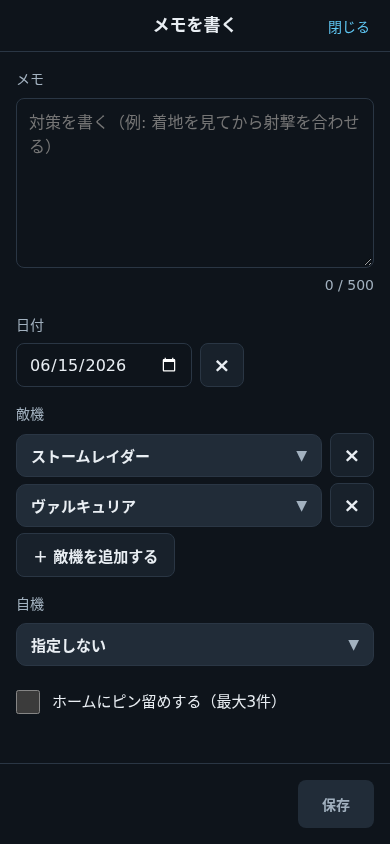 メモを書く
閉じる
メモ
対策を書く（例: 着地を見てから射撃を合わせ
る）
0 / 500
日付
06/15/2026
×
敵機
ストームレイダー ▼
×
ヴァルキュリア ▼
×
＋ 敵機を追加する
自機
指定しない ▼
ホームにピン留めする（最大3件）
保存